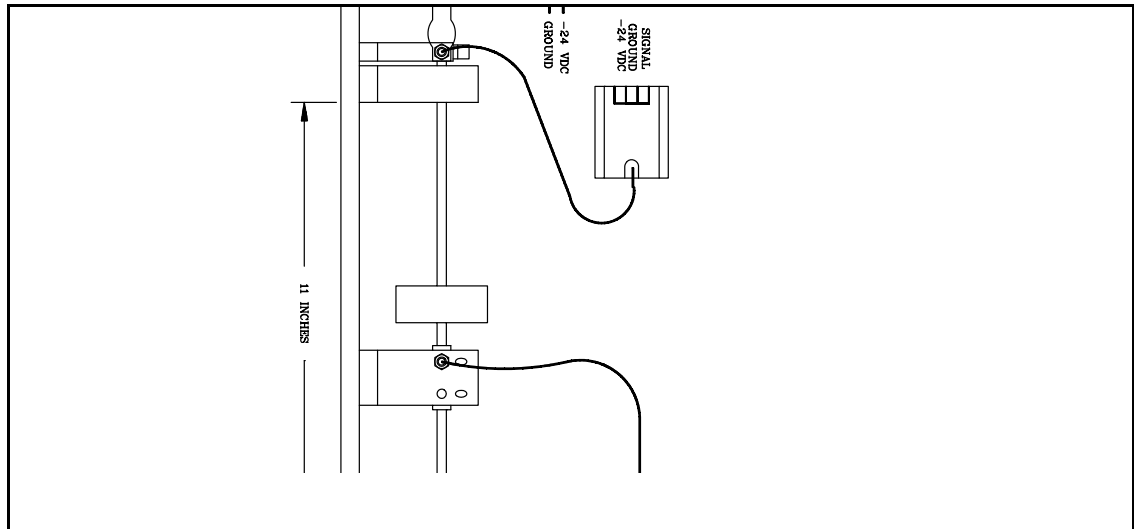 -24 VDC
GROUND
SIGNAL
GROUND
-24 VDC
11 INCHES